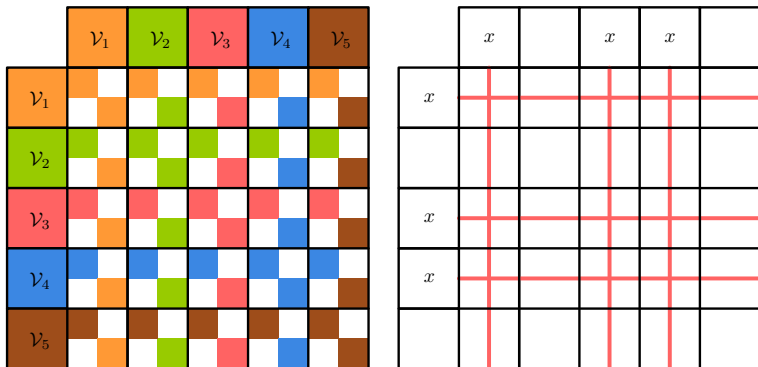 𝒱₁ 𝒱₂ 𝒱₃ 𝒱₄ 𝒱₅ x x x
𝒱₁ x
𝒱₂
𝒱₃ x
𝒱₄ x
𝒱₅